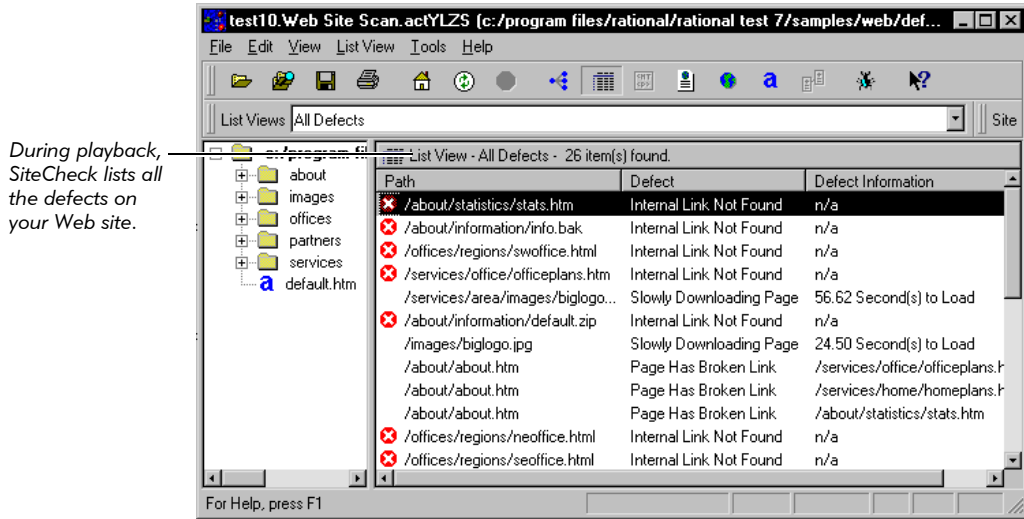 test10.Web Site Scan.actYLZS (c:/program files/rational/rational test 7/samples/web/def...
File Edit View List View Tools Help
a
List Views All Defects Site
During playback,
SiteCheck lists all
the defects on
your Web site.
c:/program fil
about
images
offices
partners
services
a default.htm
List View - All Defects - 26 item(s) found.
Path Defect Defect Information
/about/statistics/stats.htm Internal Link Not Found n/a
/about/information/info.bak Internal Link Not Found n/a
/offices/regions/swoffice.html Internal Link Not Found n/a
/services/office/officeplans.htm Internal Link Not Found n/a
/services/area/images/biglogo... Slowly Downloading Page 56.62 Second(s) to Load
/about/information/default.zip Internal Link Not Found n/a
/images/biglogo.jpg Slowly Downloading Page 24.50 Second(s) to Load
/about/about.htm Page Has Broken Link /services/office/officeplans.h
/about/about.htm Page Has Broken Link /services/home/homeplans.h
/about/about.htm Page Has Broken Link /about/statistics/stats.htm
/offices/regions/neoffice.html Internal Link Not Found n/a
/offices/regions/seoffice.html Internal Link Not Found n/a
For Help, press F1